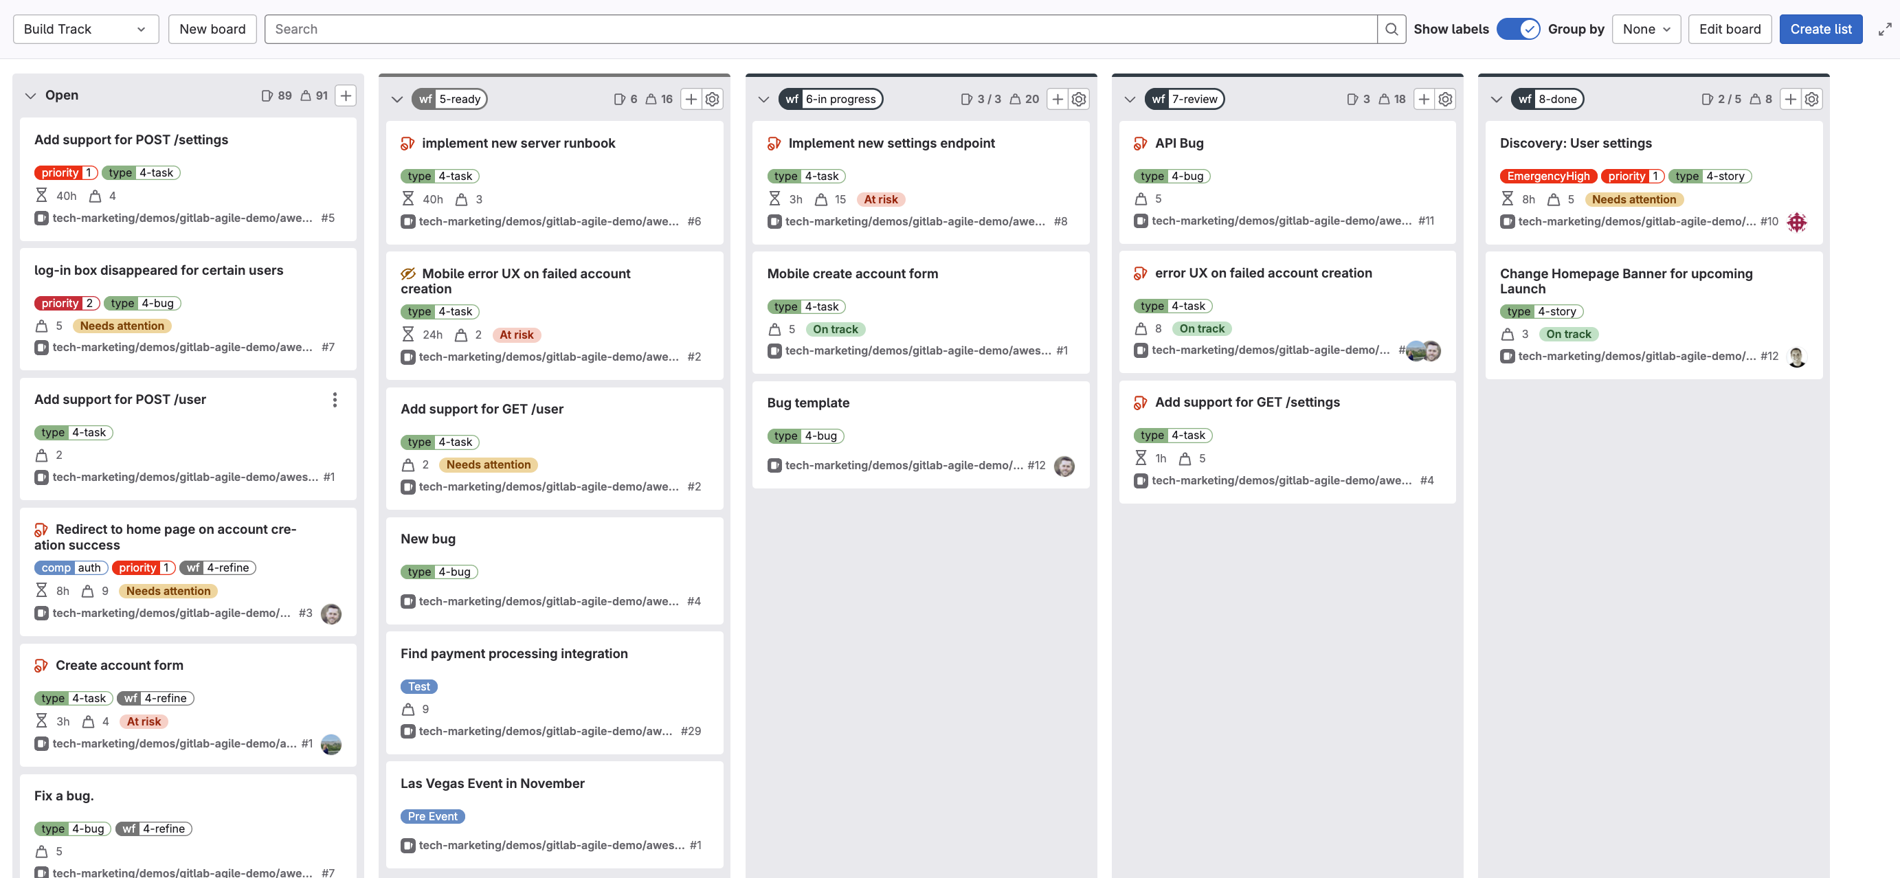 Build Track
New board
Search
Show labels
Group by
None
Edit board
Create list
Open
89
91
Add support for POST /settings
priority 1 type 4-task
40h 4
tech-marketing/demos/gitlab-agile-demo/awe... #5
log-in box disappeared for certain users
priority 2 type 4-bug
5 Needs attention
tech-marketing/demos/gitlab-agile-demo/awe... #7
Add support for POST /user
type 4-task
2
tech-marketing/demos/gitlab-agile-demo/awes... #1
Redirect to home page on account cre-
ation success
comp auth priority 1 wf 4-refine
8h 9 Needs attention
tech-marketing/demos/gitlab-agile-demo/... #3
Create account form
type 4-task wf 4-refine
3h 4 At risk
tech-marketing/demos/gitlab-agile-demo/a... #1
Fix a bug.
type 4-bug wf 4-refine
5
tech-marketing/demos/gitlab-agile-demo/awe... #7
wf 5-ready
6
16
implement new server runbook
type 4-task
40h 3
tech-marketing/demos/gitlab-agile-demo/awe... #6
Mobile error UX on failed account
creation
type 4-task
24h 2 At risk
tech-marketing/demos/gitlab-agile-demo/awe... #2
Add support for GET /user
type 4-task
2 Needs attention
tech-marketing/demos/gitlab-agile-demo/awe... #2
New bug
type 4-bug
tech-marketing/demos/gitlab-agile-demo/awe... #4
Find payment processing integration
Test
9
tech-marketing/demos/gitlab-agile-demo/aw... #29
Las Vegas Event in November
Pre Event
tech-marketing/demos/gitlab-agile-demo/awes... #1
wf 6-in progress
3 / 3
20
Implement new settings endpoint
type 4-task
3h 15 At risk
tech-marketing/demos/gitlab-agile-demo/awe... #8
Mobile create account form
type 4-task
5 On track
tech-marketing/demos/gitlab-agile-demo/awes... #1
Bug template
type 4-bug
tech-marketing/demos/gitlab-agile-demo/... #12
wf 7-review
3
18
API Bug
type 4-bug
5
tech-marketing/demos/gitlab-agile-demo/awe... #11
error UX on failed account creation
type 4-task
8 On track
tech-marketing/demos/gitlab-agile-demo/... #
Add support for GET /settings
type 4-task
1h 5
tech-marketing/demos/gitlab-agile-demo/awe... #4
wf 8-done
2 / 5
8
Discovery: User settings
EmergencyHigh priority 1 type 4-story
8h 5 Needs attention
tech-marketing/demos/gitlab-agile-demo/... #10
Change Homepage Banner for upcoming
Launch
type 4-story
3 On track
tech-marketing/demos/gitlab-agile-demo/... #12